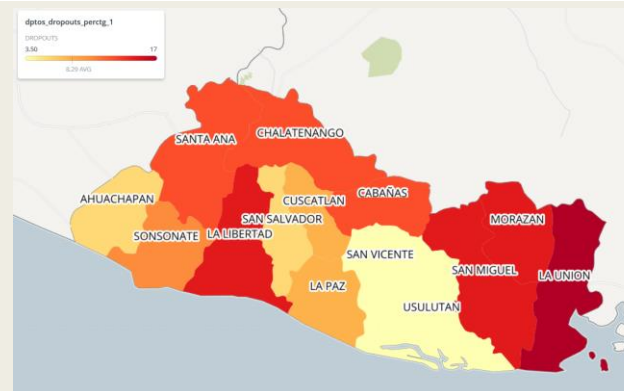 dptos_dropouts_perctg_1
DROPOUTS
3.50 17
8.29 AVG
SANTA ANA
CHALATENANGO
AHUACHAPAN
CUSCATLAN
CABAÑAS
SONSONATE
LA LIBERTAD
SAN SALVADOR
MORAZAN
SAN VICENTE
SAN MIGUEL
LA UNION
LA PAZ
USULUTAN